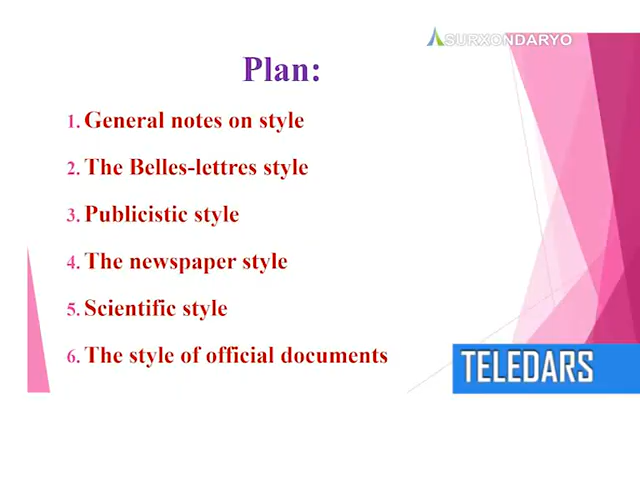 SURXONDARYO
Plan:
1. General notes on style
2. The Belles-lettres style
3. Publicistic style
4. The newspaper style
5. Scientific style
6. The style of official documents
TELEDARS